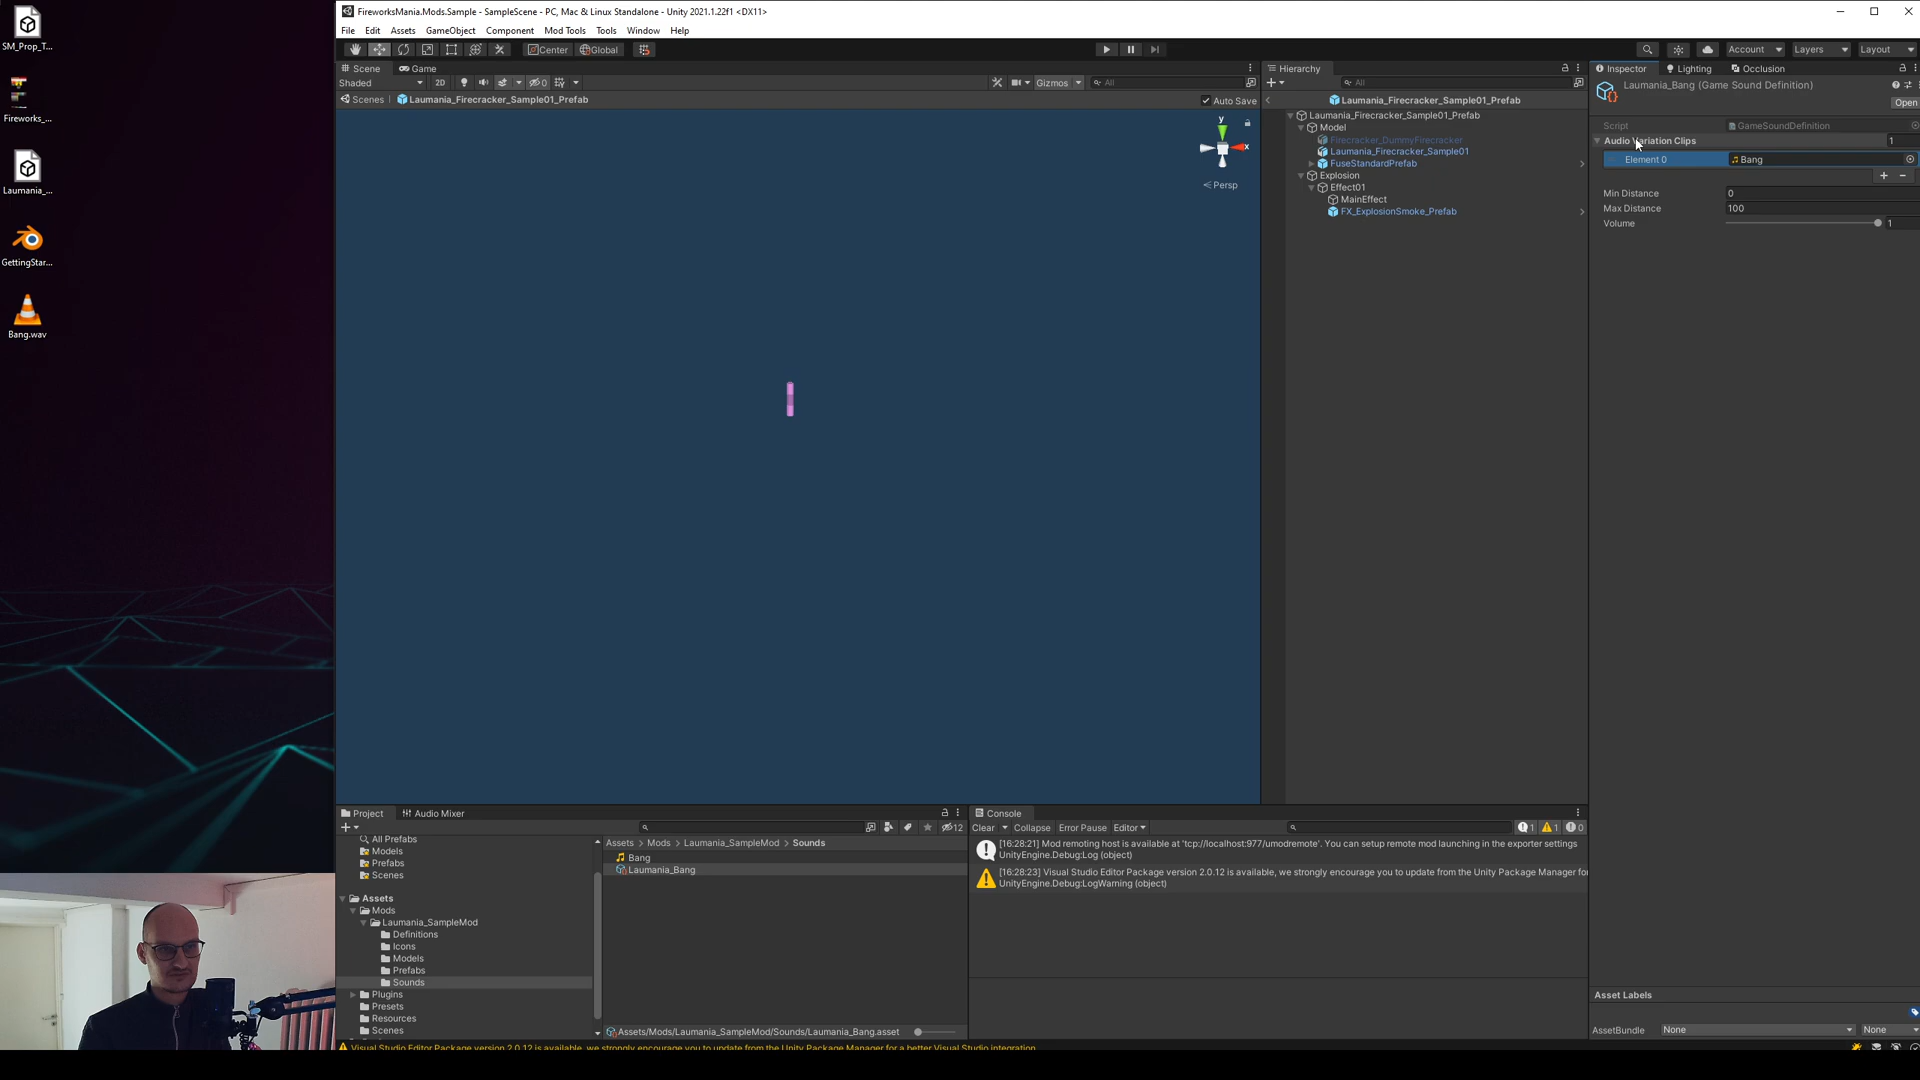 SM_Prop_T...
Fireworks_...
Laumania_...
GettingStar...
Bang.wav
FireworksMania.Mods.Sample - SampleScene - PC, Mac & Linux Standalone - Unity 2021.1.22f1 <DX11>
File Edit Assets GameObject Component Mod Tools Tools Window Help
Center Global Account Layers Layout
Scene Game
Shaded 2D 0 Gizmos All
Scenes Laumania_Firecracker_Sample01_Prefab Auto Save
y
x
< Persp
Hierarchy
All
Laumania_Firecracker_Sample01_Prefab
Laumania_Firecracker_Sample01_Prefab
Model
Firecracker_DummyFirecracker
Laumania_Firecracker_Sample01
FuseStandardPrefab
Explosion
Effect01
MainEffect
FX_ExplosionSmoke_Prefab
Inspector Lighting Occlusion
Laumania_Bang (Game Sound Definition)
Open
Script GameSoundDefinition
Audio Variation Clips 1
Element 0 Bang
Min Distance 0
Max Distance 100
Volume 1
Project Audio Mixer
12
All Prefabs
Models
Prefabs
Scenes
Assets
Mods
Laumania_SampleMod
Definitions
Icons
Models
Prefabs
Sounds
Plugins
Presets
Resources
Scenes
Assets > Mods > Laumania_SampleMod > Sounds
Bang
Laumania_Bang
Assets/Mods/Laumania_SampleMod/Sounds/Laumania_Bang.asset
Console
Clear Collapse Error Pause Editor 1 1 0
[16:28:21] Mod remoting host is available at 'tcp://localhost:977/umodremote'. You can setup remote mod launching in the exporter settings
UnityEngine.Debug:Log (object)
[16:28:23] Visual Studio Editor Package version 2.0.12 is available, we strongly encourage you to update from the Unity Package Manager for
UnityEngine.Debug:LogWarning (object)
Asset Labels
AssetBundle None None
Visual Studio Editor Package version 2.0.12 is available, we strongly encourage you to update from the Unity Package Manager for a better Visual Studio integration